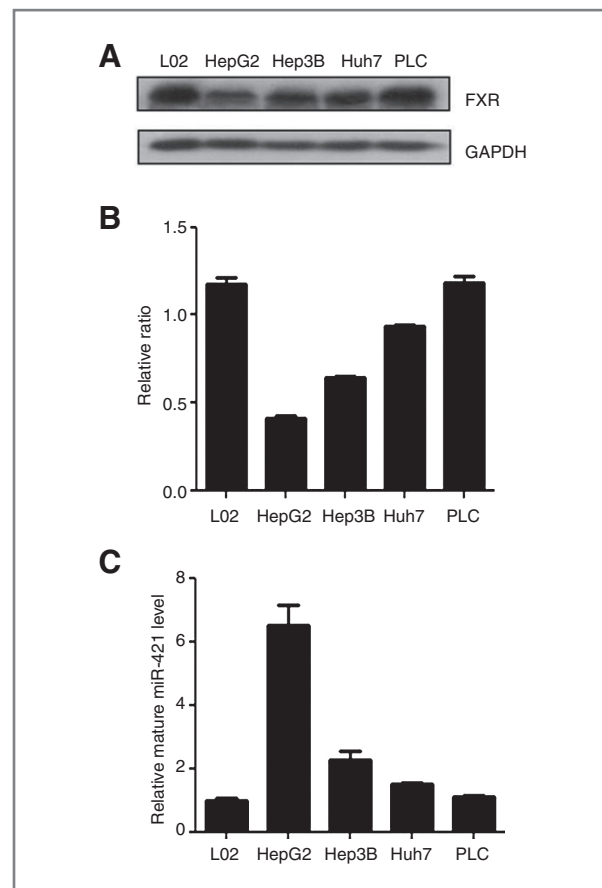 A
L02 HepG2 Hep3B Huh7 PLC
FXR
GAPDH
B
Relative ratio
1.5
1.0
0.5
0.0
L02 HepG2 Hep3B Huh7 PLC
C
Relative mature miR-421 level
8
6
4
2
0
L02 HepG2 Hep3B Huh7 PLC